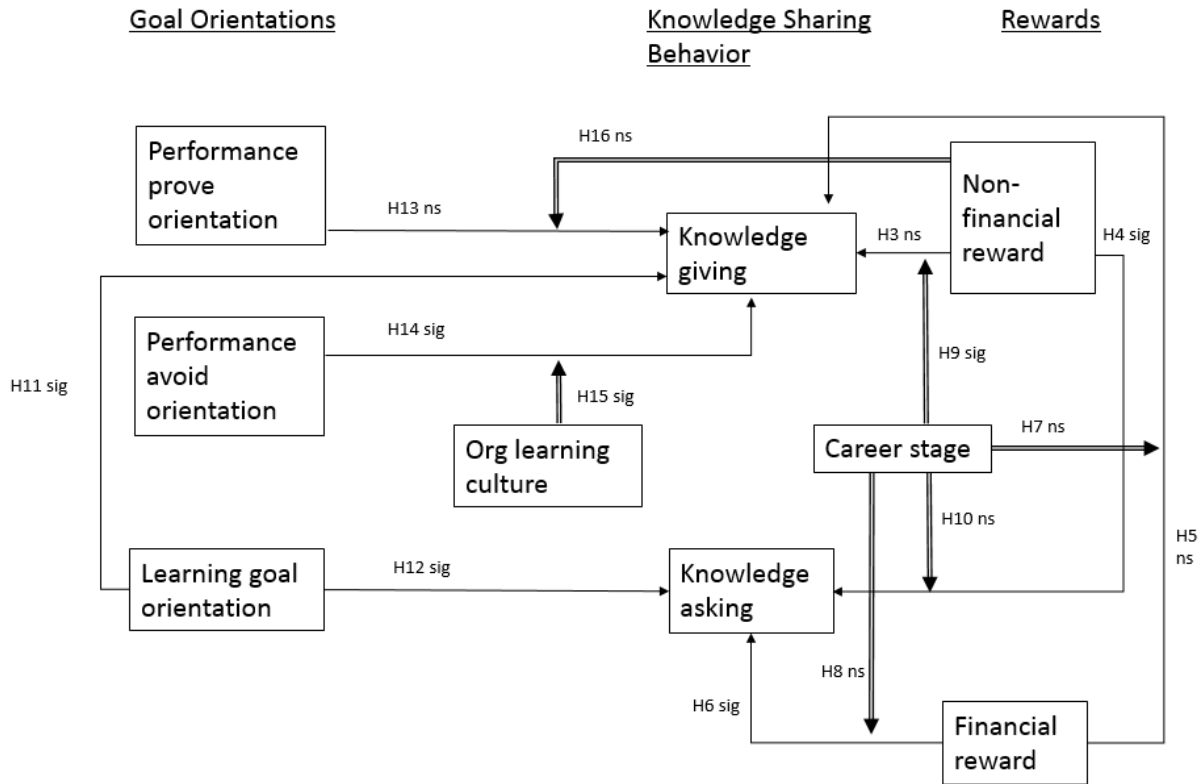 Goal Orientations
Knowledge Sharing
Behavior
Rewards
H16 ns
Performance
prove
orientation
H13 ns
Knowledge
giving
H3 ns
Non-
financial
reward
H4 sig
H14 sig
Performance
avoid
orientation
H11 sig
H15 sig
H9 sig
Org learning
culture
Career stage
H7 ns
H10 ns
H5
ns
Learning goal
orientation
H12 sig
Knowledge
asking
H8 ns
H6 sig
Financial
reward